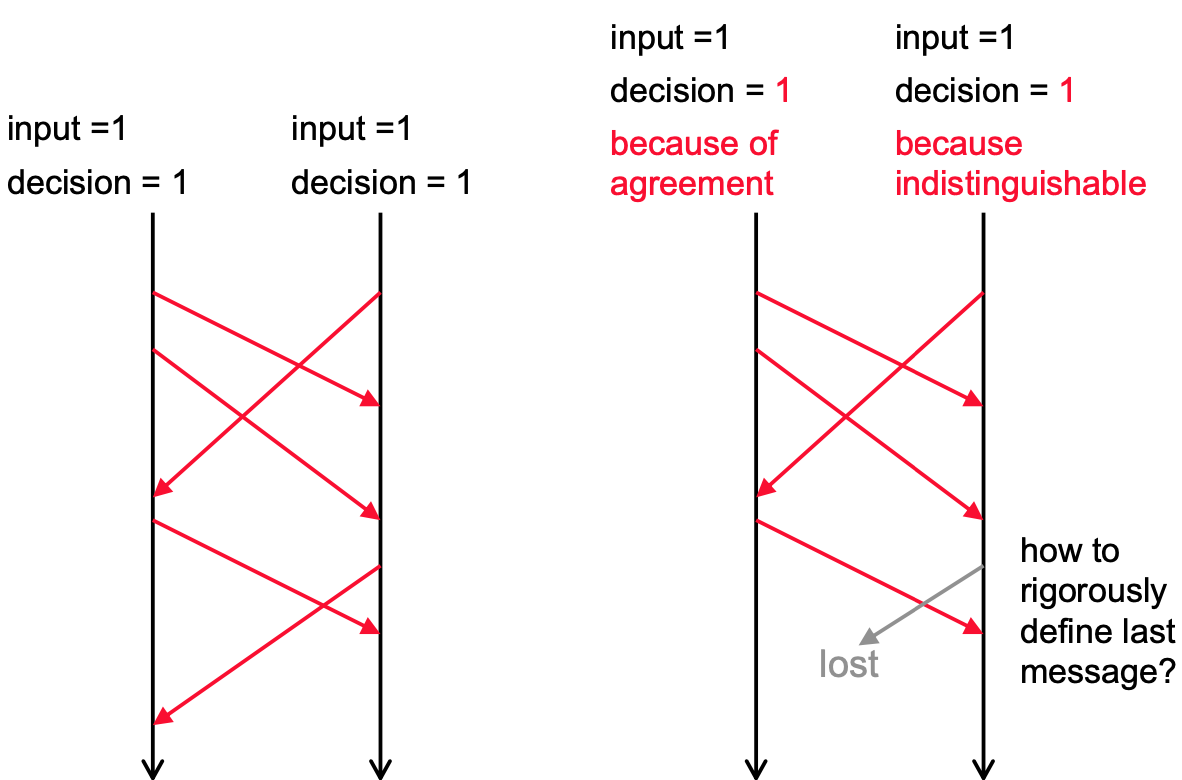 input =1
decision = 1
input =1
decision = 1
input =1
decision = 1
because of
agreement
input =1
decision = 1
because
indistinguishable
how to
rigorously
define last
message?
lost